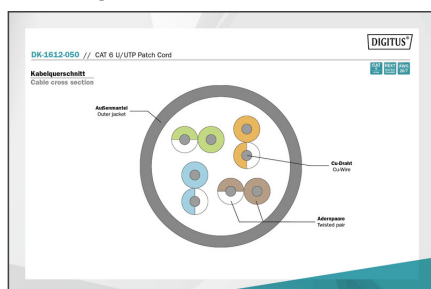 DIGITUS®
DK-1612-050 // CAT 6 U/UTP Patch Cord
Kabelquerschnitt
Cable cross section
Außenmantel
Outer jacket
Cu-Draht
Cu-Wire
Adernpaare
Twisted pair